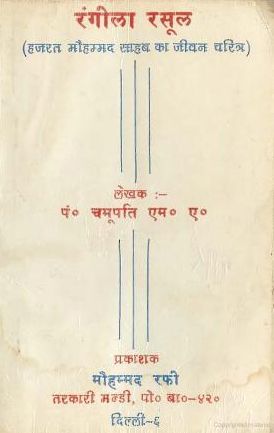 रंगीला रसूल
(हजरत मौहम्मद साहब का जीवन चरित्र)
लेखक :-
पं० चमूपति एम० ए०
प्रकाशक
मौहम्मद रफी
तरकारी मन्डी, पो० बा०-४२०
दिल्ली-६